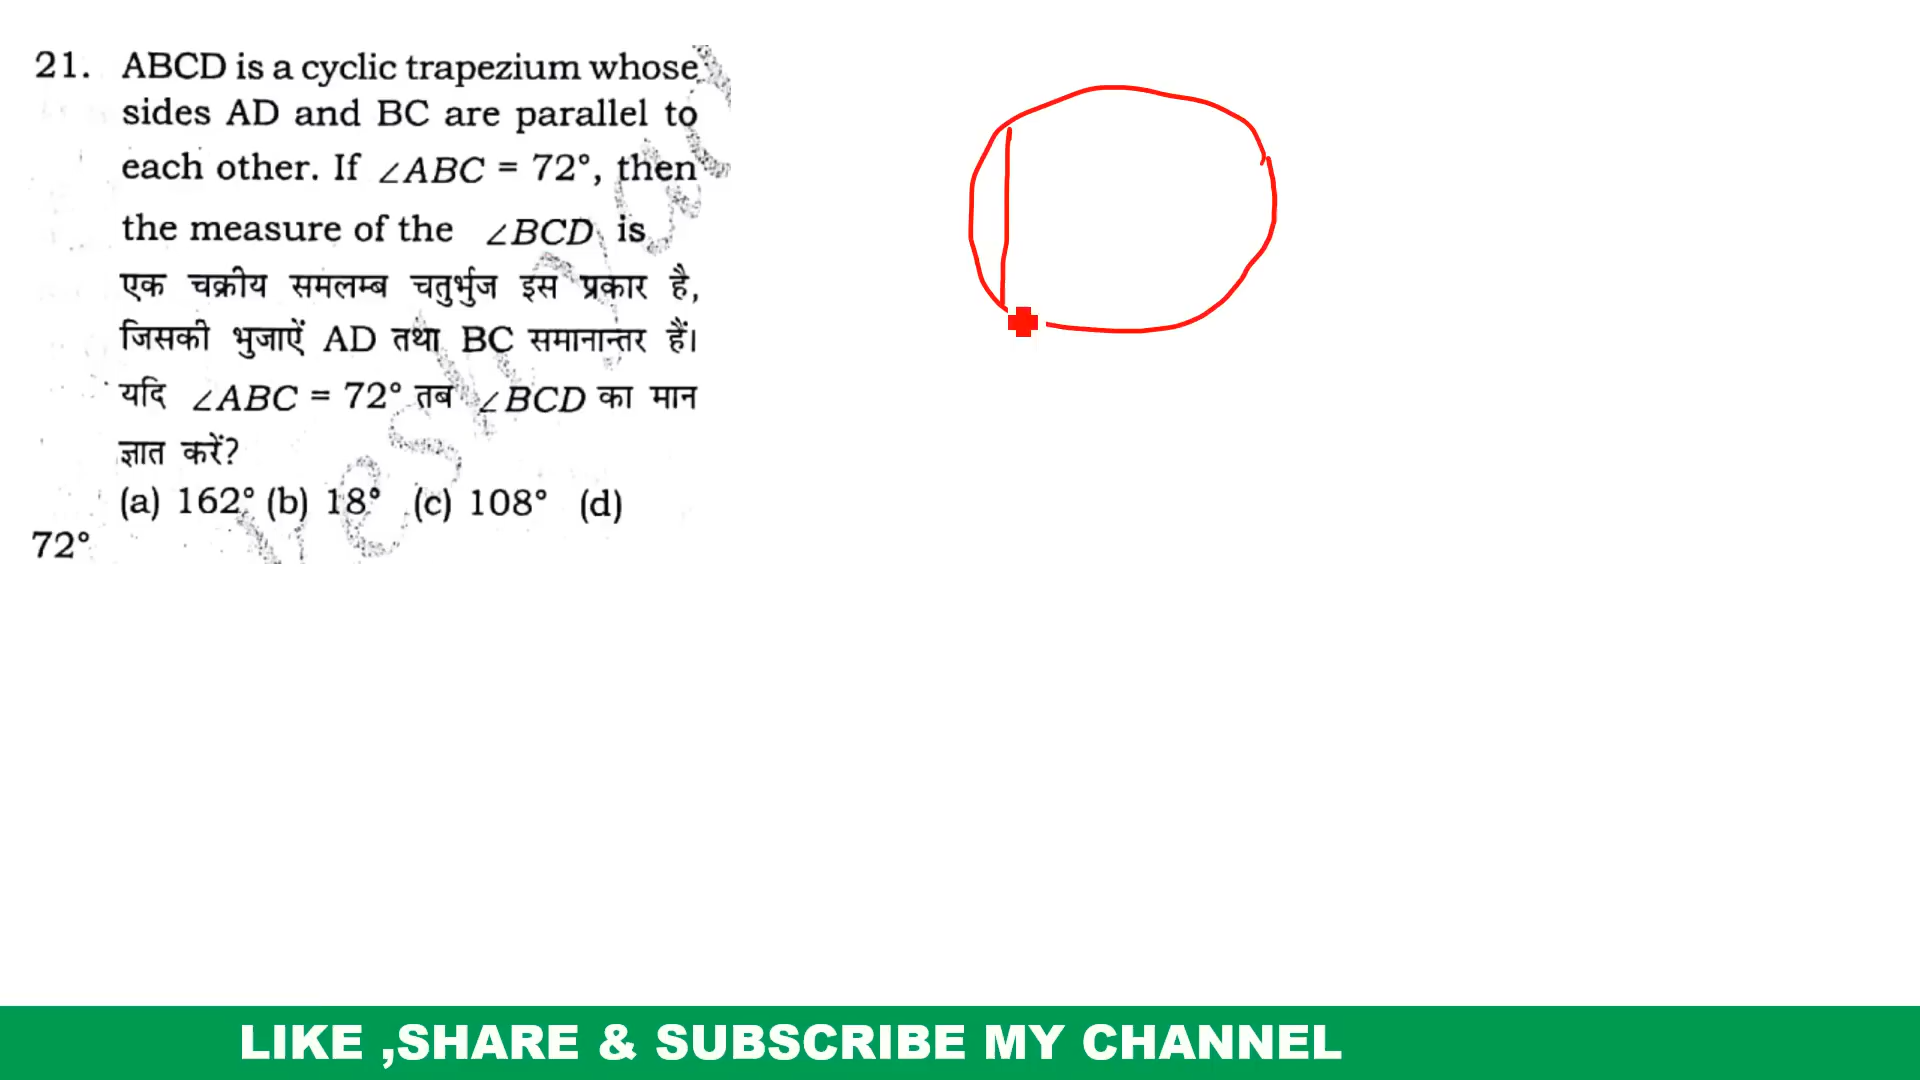 21. ABCD is a cyclic trapezium whose
sides AD and BC are parallel to
each other. If ∠ABC = 72°, then
the measure of the ∠BCD is
एक चक्रीय समलम्ब चतुर्भुज इस प्रकार है,
जिसकी भुजाऐं AD तथा BC समानान्तर हैं।
यदि ∠ABC = 72° तब ∠BCD का मान
ज्ञात करें?
(a) 162° (b) 18° (c) 108° (d)
72°
LIKE ,SHARE & SUBSCRIBE MY CHANNEL